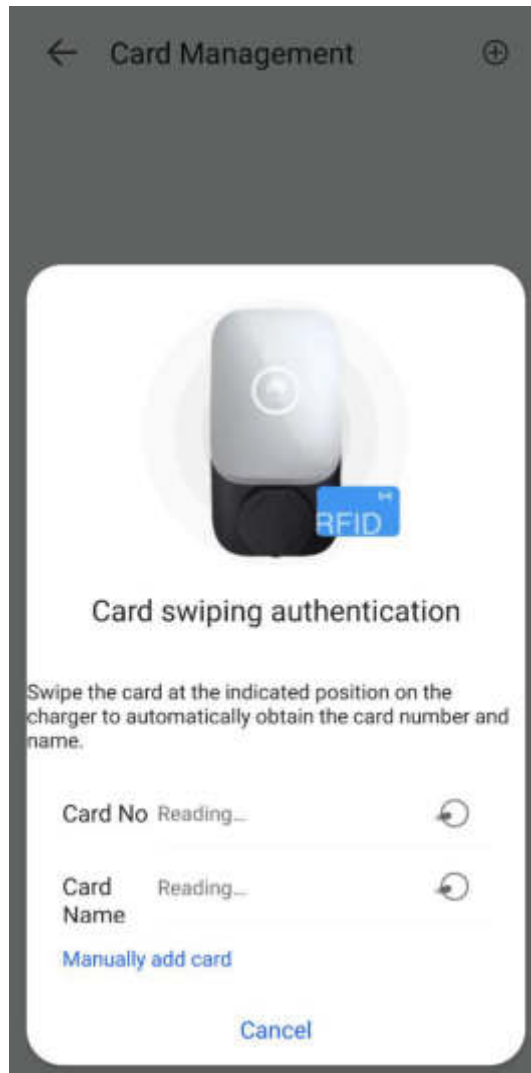 Card Management
RFID
Card swiping authentication
Swipe the card at the indicated position on the
charger to automatically obtain the card number and
name.
Card No Reading...
Card
Name
Reading...
Manually add card
Cancel